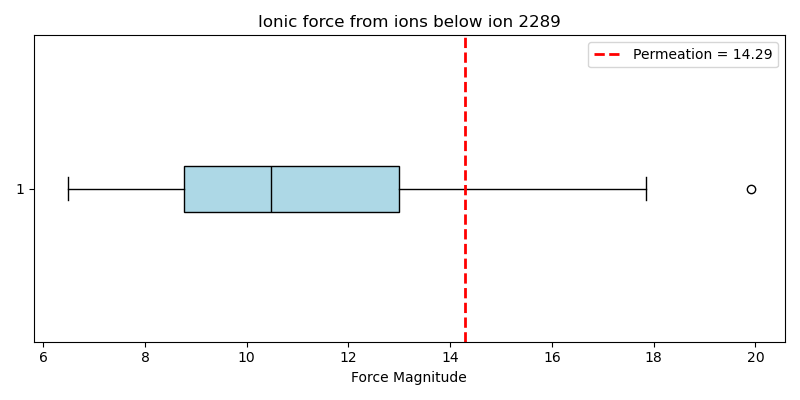 Ionic force from ions below ion 2289
Permeation = 14.29
1
6 8 10 12 14 16 18 20
Force Magnitude